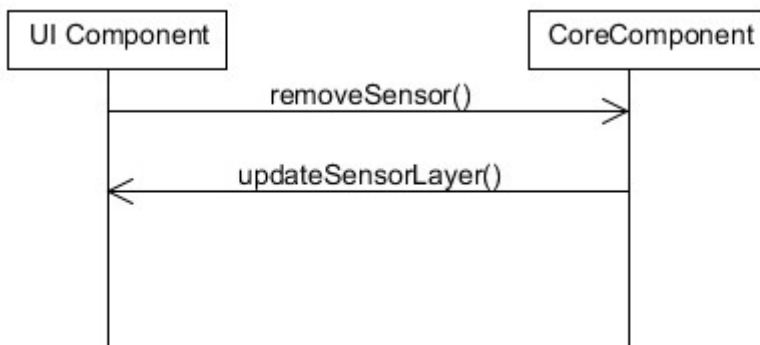 UI Component
CoreComponent
removeSensor()
updateSensorLayer()